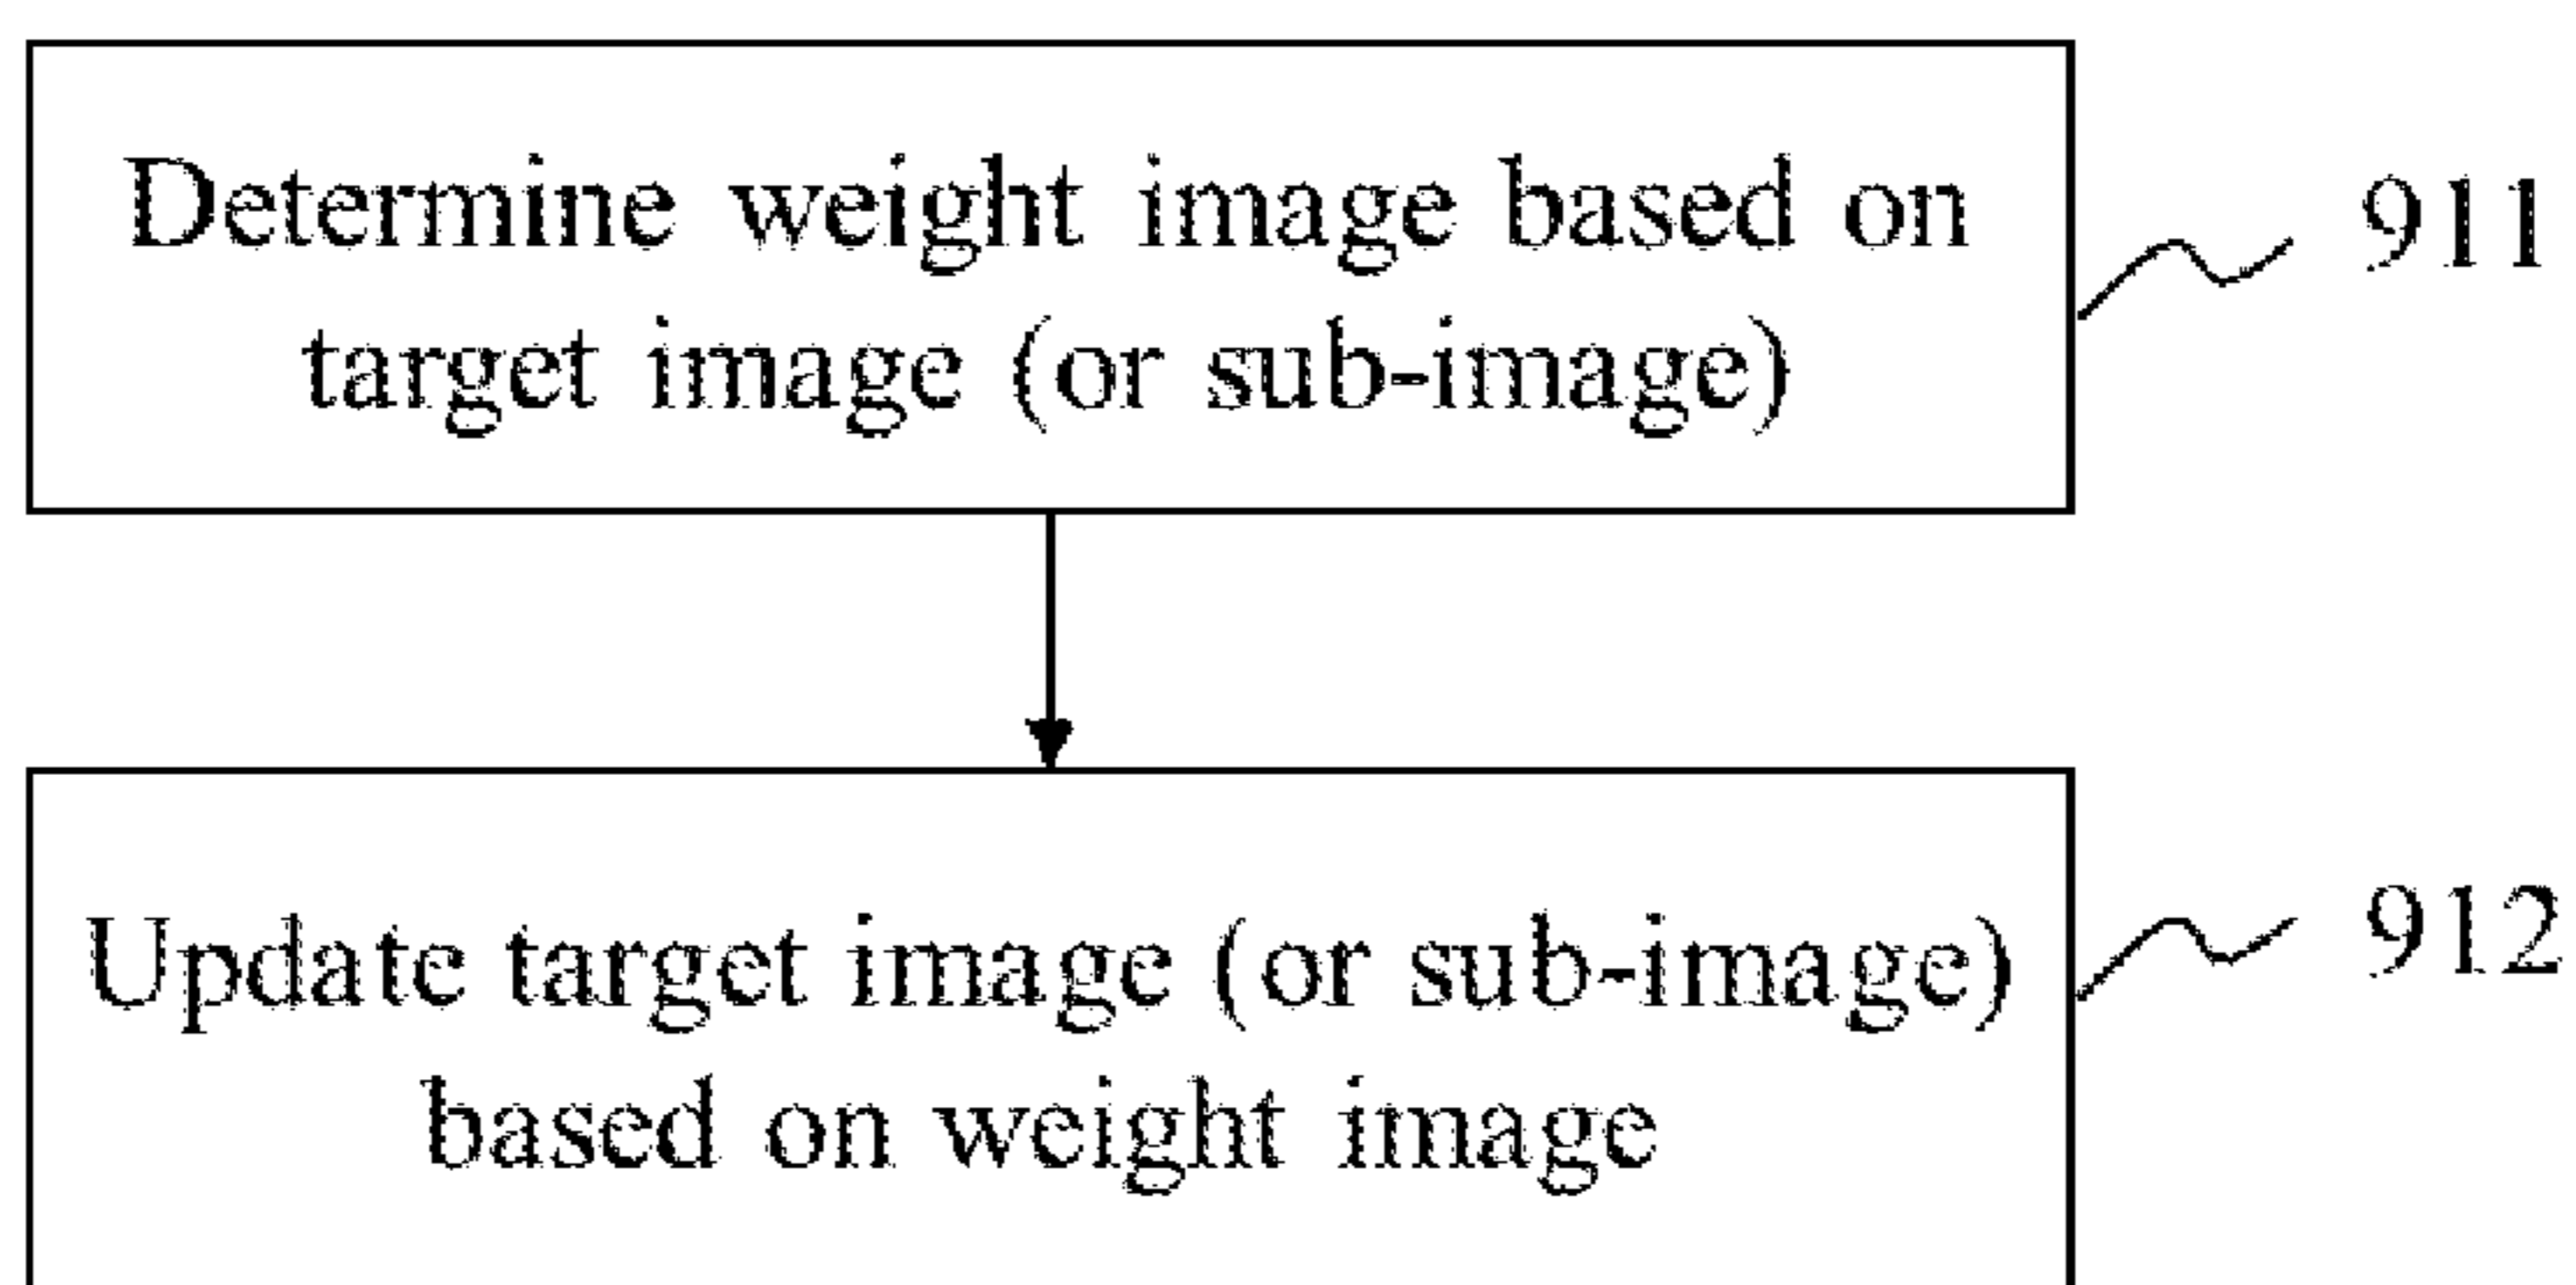 Determine weight image based on
target image (or sub-image)
911
Update target image (or sub-image)
based on weight image
912